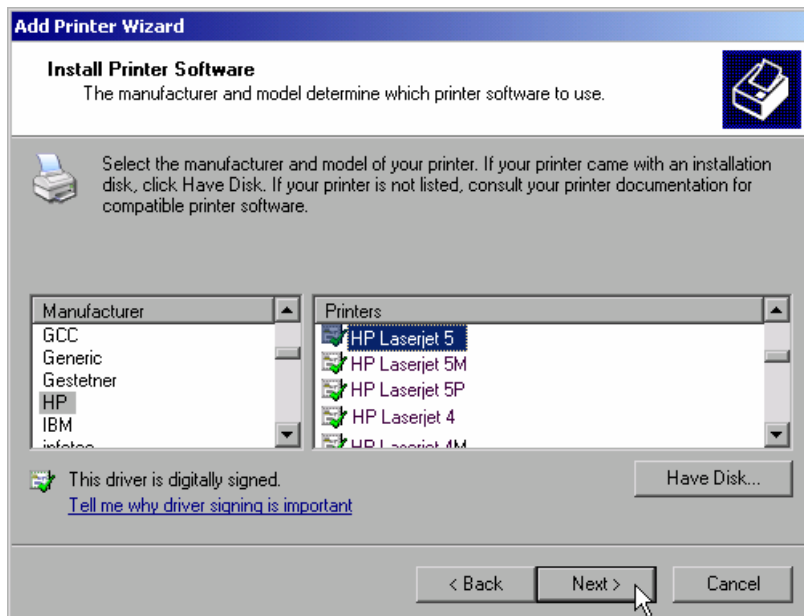 Add Printer Wizard
Install Printer Software
The manufacturer and model determine which printer software to use.
Select the manufacturer and model of your printer. If your printer came with an installation
disk, click Have Disk. If your printer is not listed, consult your printer documentation for
compatible printer software.
Manufacturer
GCC
Generic
Gestetner
HP
IBM
infotec
Printers
HP Laserjet 5
HP Laserjet 5M
HP Laserjet 5P
HP Laserjet 4
HP Laserjet 4M
This driver is digitally signed.
Tell me why driver signing is important
Have Disk...
< Back
Next >
Cancel